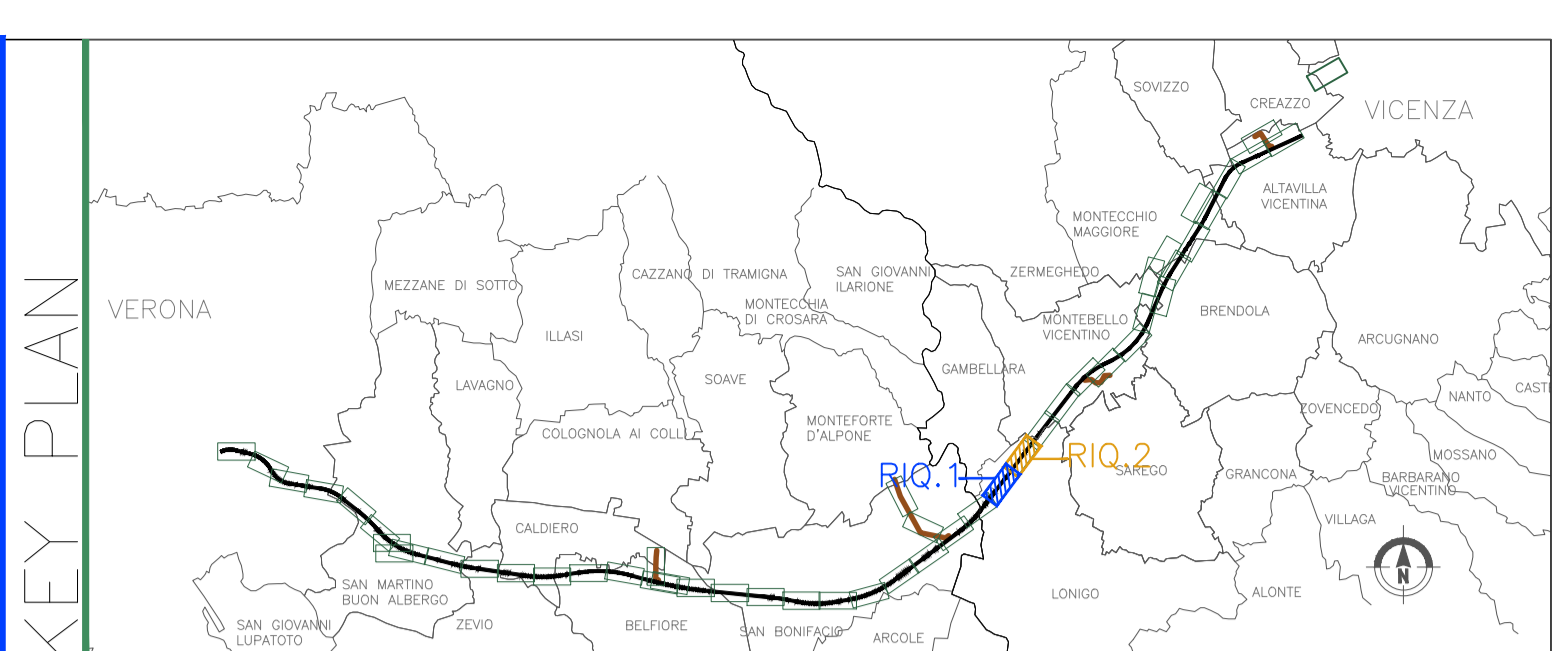 KEY PLAN
SOVIZZO
CREAZZO
VICENZA
ALTAVILLA
VICENTINA
MONTECCHIO
MAGGIORE
VERONA
MEZZANE DI SOTTO
CAZZANO DI TRAMIGNA
SAN GIOVANNI
ILARIONE
ZERMEGHEDO
MONTECCHIA
DI CROSARA
MONTEBELLO
VICENTINO
BRENDOLA
ILLASI
ARCUGNANO
LAVAGNO
SOAVE
GAMBELLARA
NANTO
CASTE
ZOVENCEDO
COLOGNOLA AI COLLI
MONTEFORTE
D'ALPONE
RIQ.1
RIQ.2
SAREGO
GRANCONA
MOSSANO
BARBARANO
VICENTINO
VILLAGA
CALDIERO
N
SAN MARTINO
BUON ALBERGO
LONIGO
ALONTE
SAN GIOVANNI
LUPATOTO
ZEVIO
BELFIORE
SAN BONIFACIO
ARCOLE